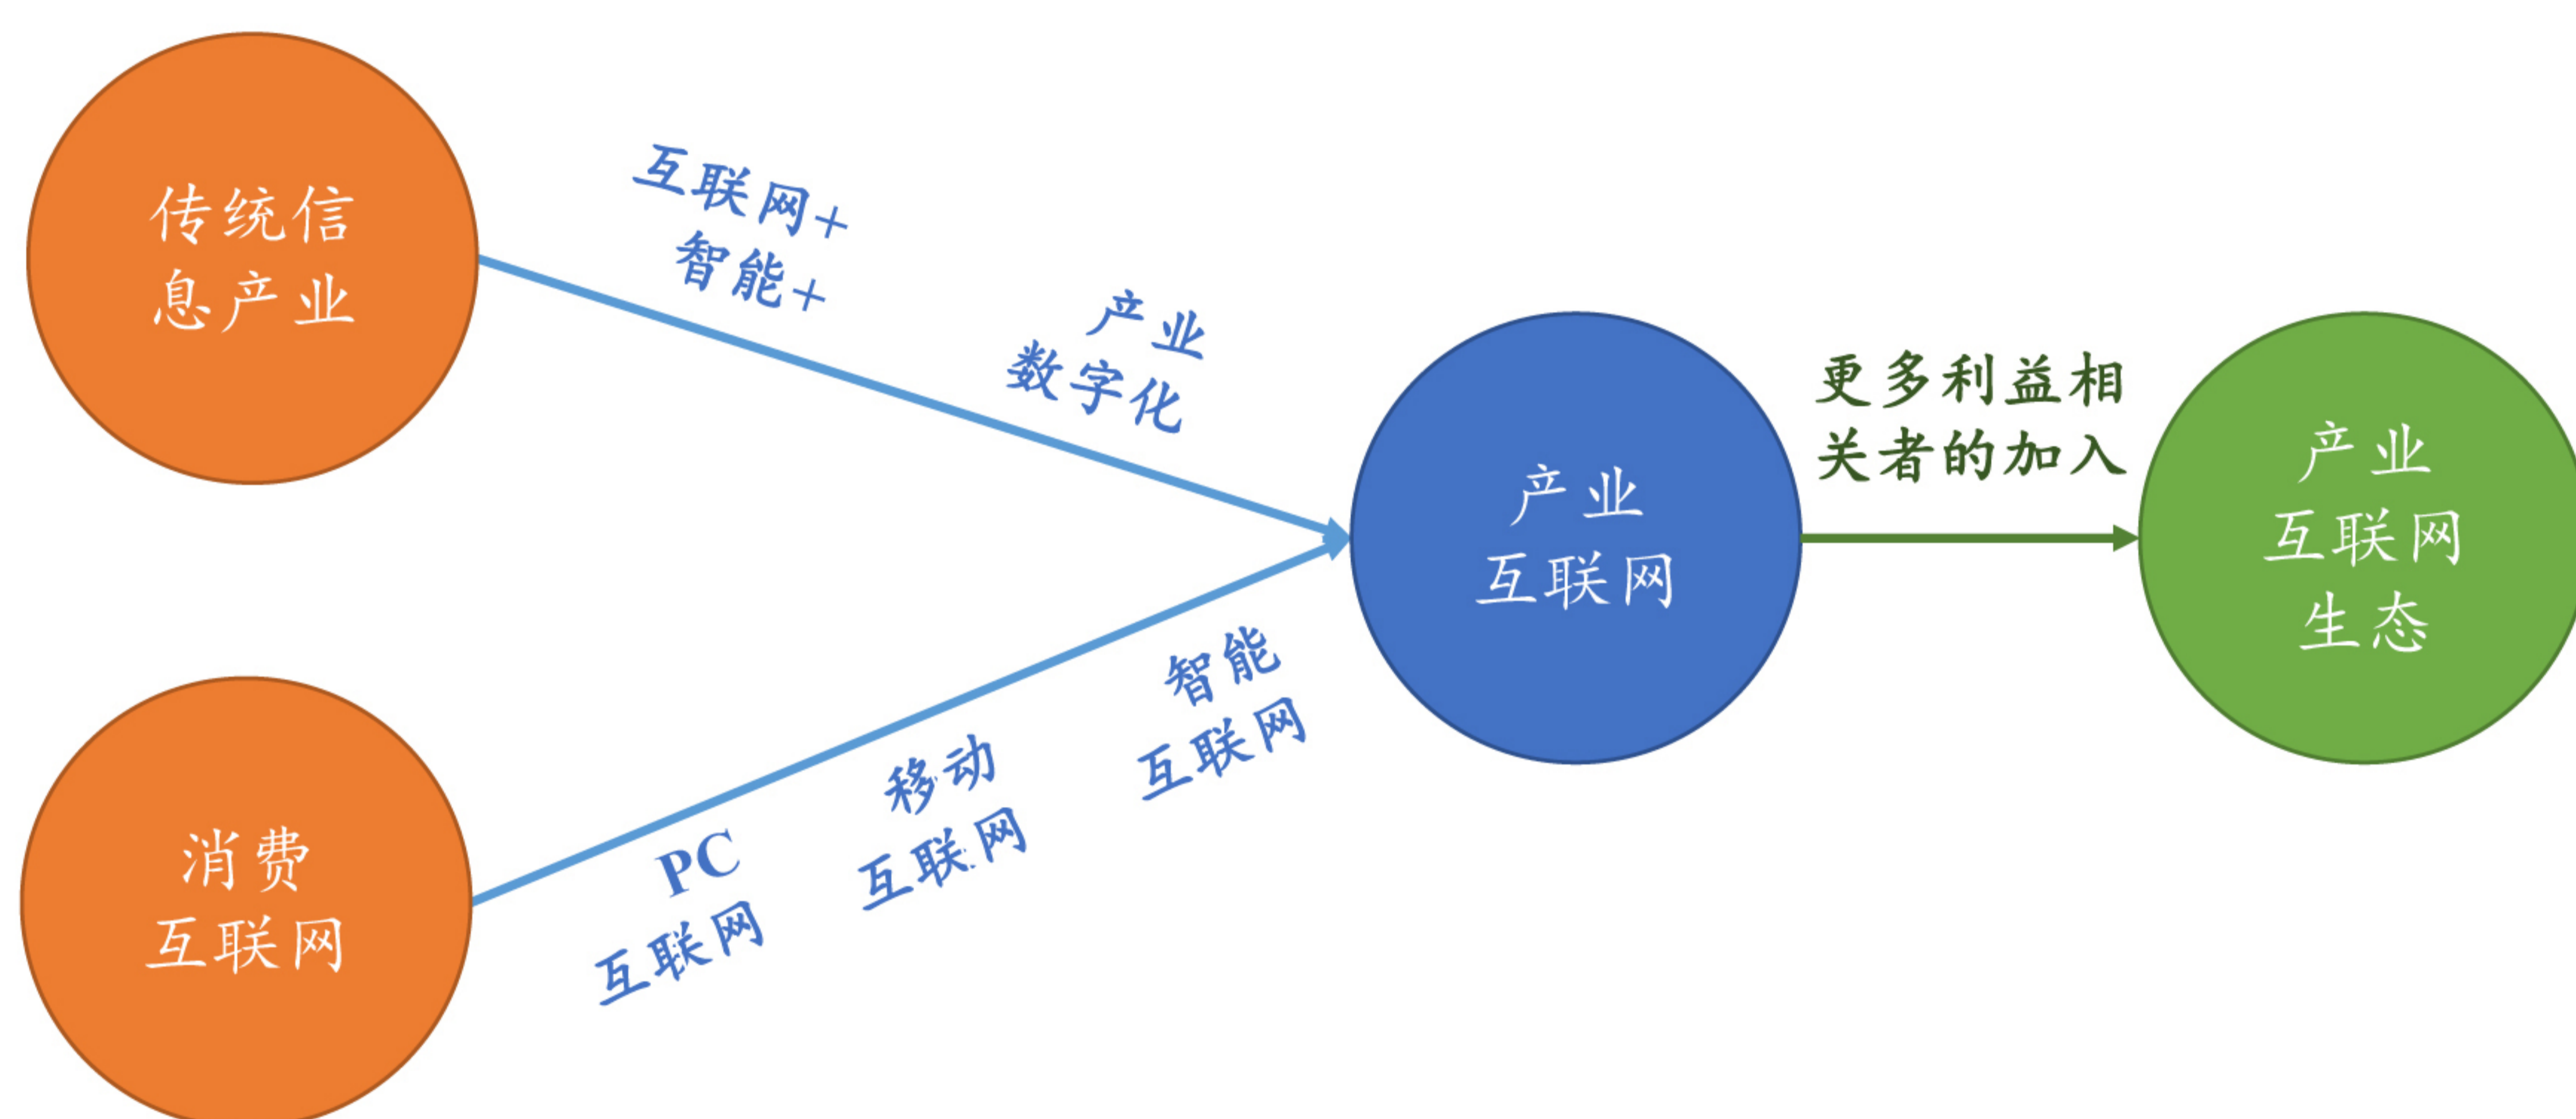 传统信
息产业
互联网+
智能+
产业
数字化
消费
互联网
PC
互联网
移动
互联网
智能
互联网
产业
互联网
更多利益相
关者的加入
产业
互联网
生态